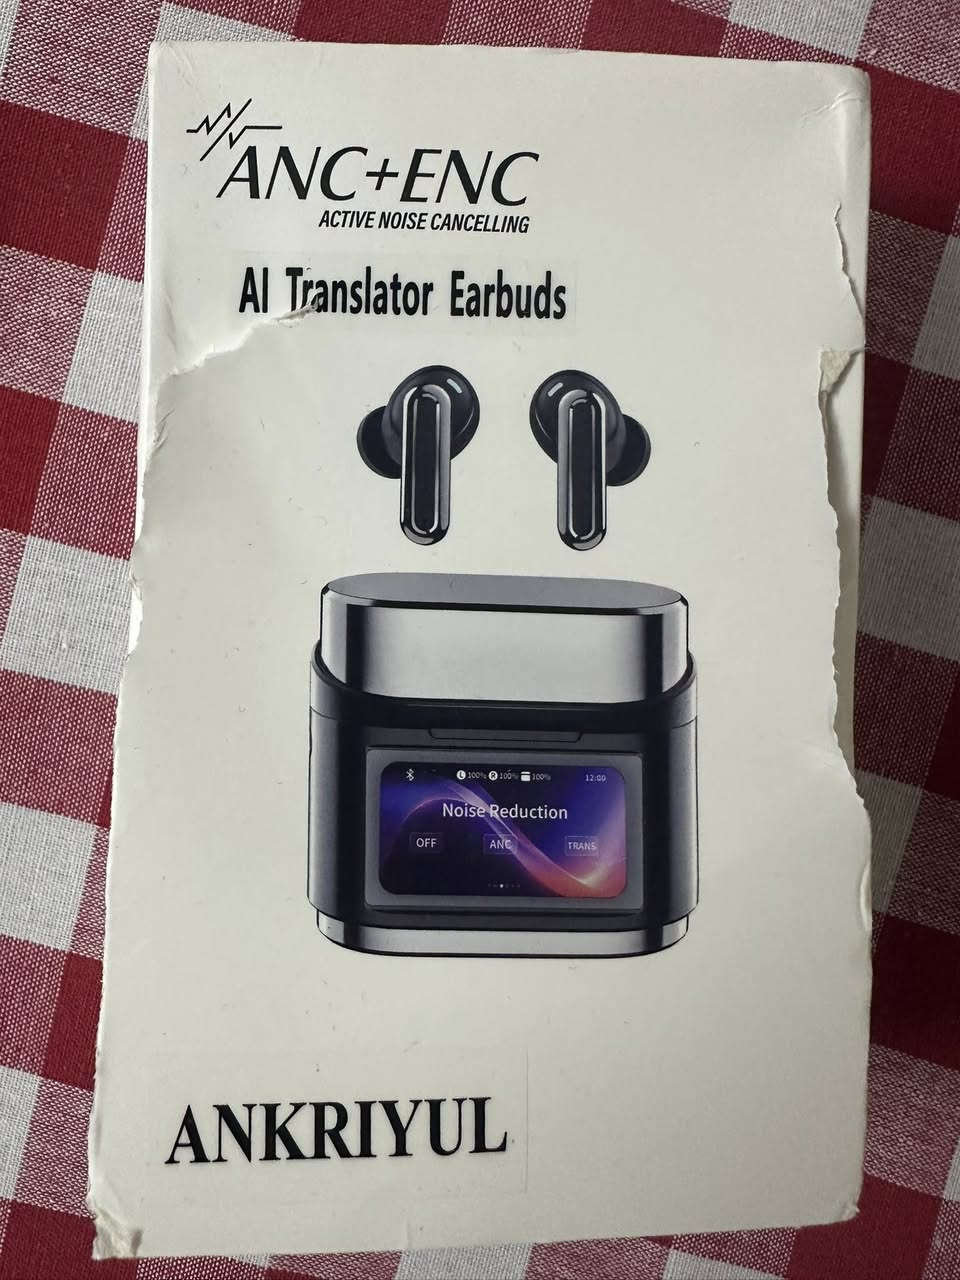 ANC+ENC
ACTIVE NOISE CANCELLING
AI Translator Earbuds
L 100% R 100% 100% 12:00
Noise Reduction
OFF ANC TRANS
ANKRIYUL